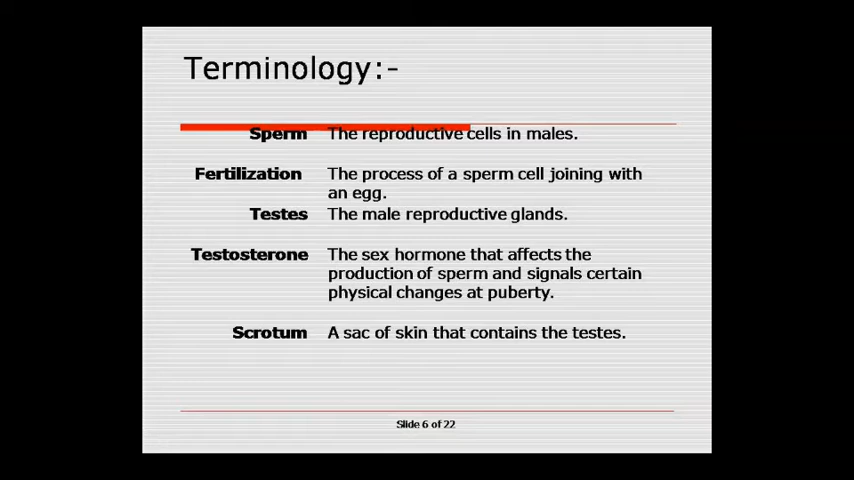 Terminology:-
Sperm The reproductive cells in males.
Fertilization The process of a sperm cell joining with
an egg.
Testes The male reproductive glands.
Testosterone The sex hormone that affects the
production of sperm and signals certain
physical changes at puberty.
Scrotum A sac of skin that contains the testes.
Slide 6 of 22